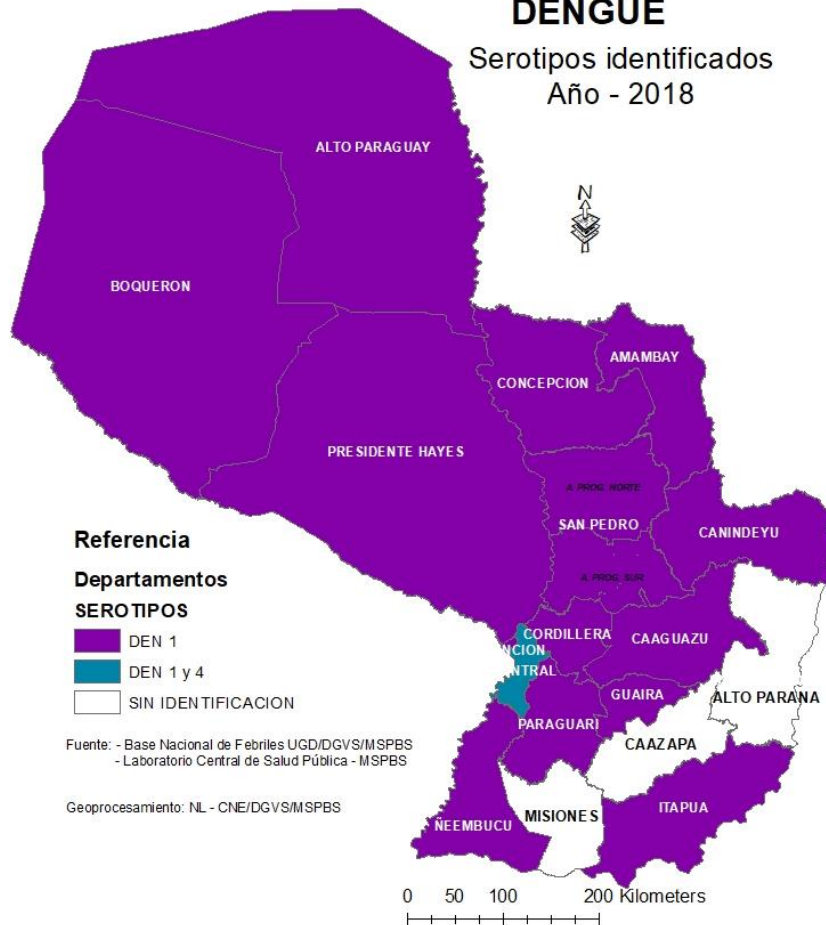 DENGUE
Serotipos identificados
Año - 2018
N
ALTO PARAGUAY
BOQUERON
AMAMBAY
CONCEPCION
PRESIDENTE HAYES
A. PROG. NORTE
SAN PEDRO
CANINDEYU
A. PROG. SUR
CORDILLERA
CAAGUAZU
NCION
NTRAL
GUAIRA
ALTO PARANA
PARAGUARI
CAAZAPA
ITAPUA
MISIONES
ÑEEMBUCU
Referencia
Departamentos
SEROTIPOS
DEN 1
DEN 1 y 4
SIN IDENTIFICACION
Fuente: - Base Nacional de Febriles UGD/DGVS/MSPBS
- Laboratorio Central de Salud Pública - MSPBS
Geoprocesamiento: NL - CNE/DGVS/MSPBS
0 50 100 200 Kilometers